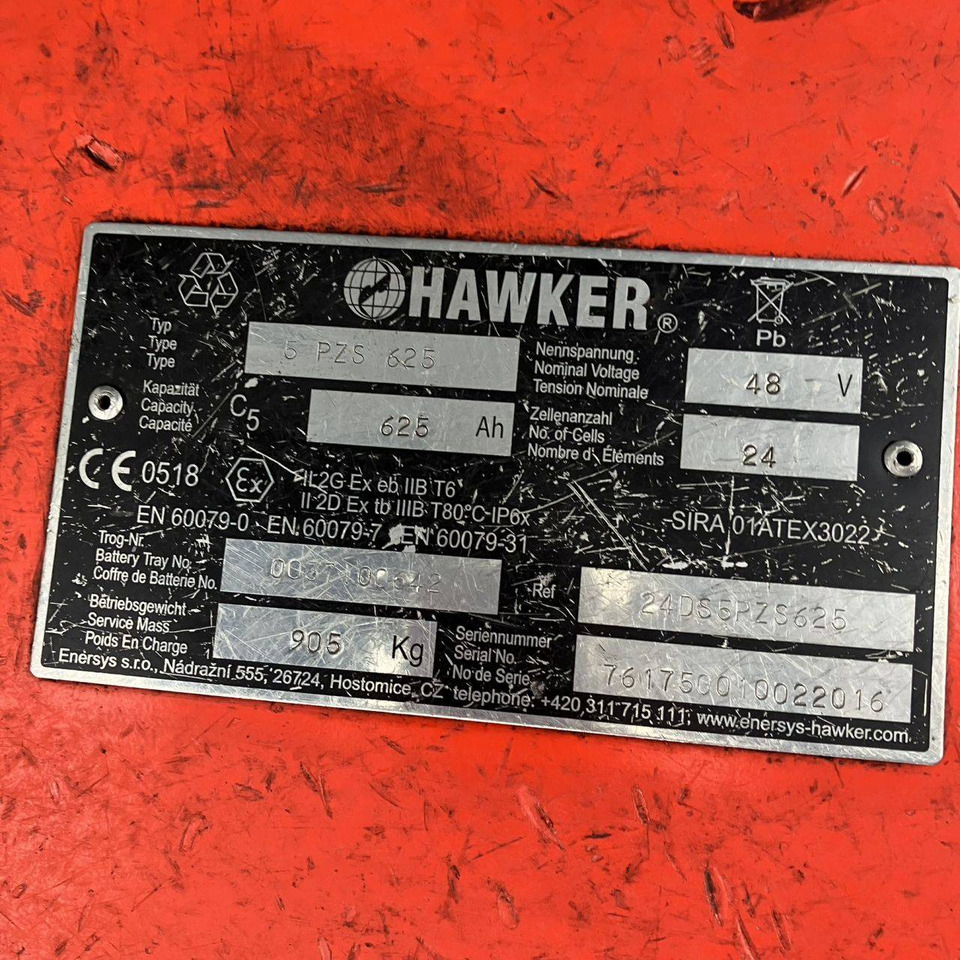 HAWKER®
Pb
Typ
Type
Type
5 PZS 625
Nennspannung
Nominal Voltage
Tension Nominale
48 V
Kapazität
Capacity
Capacité
C5
625 Ah
Zellenanzahl
No. of Cells
Nombre d' Éléments
24
CE 0518
Ex
II 2G Ex eb IIB T6
II 2D Ex tb IIIB T80°C IP6x
EN 60079-0 EN 60079-7 EN 60079-31
SIRA 01ATEX3022
Trog-Nr.
Battery Tray No.
Coffre de Batterie No.
Ref
24DS5PZS625
Betriebsgewicht
Service Mass
Poids En Charge
905 Kg
Seriennummer
Serial No.
No de Serie
761750010022016
Enersys s.r.o., Nádražní 555, 26724, Hostomice, CZ telephone: +420 311 715 111, www.enersys-hawker.com